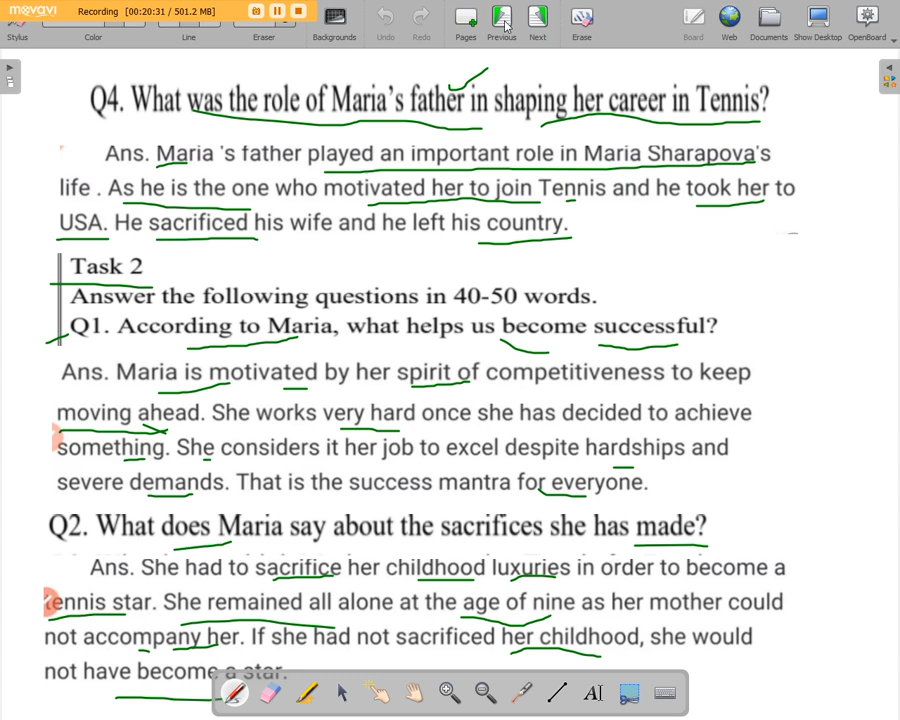 movavi Recording [00:20:31 / 501.2 MB]
Stylus Color Line Eraser Backgrounds Undo Redo Pages Previous Next Erase Board Web Documents Show Desktop OpenBoard
Q4. What was the role of Maria's father in shaping her career in Tennis?
Ans. Maria 's father played an important role in Maria Sharapova's
life . As he is the one who motivated her to join Tennis and he took her to
USA. He sacrificed his wife and he left his country.
Task 2
Answer the following questions in 40-50 words.
Q1. According to Maria, what helps us become successful?
Ans. Maria is motivated by her spirit of competitiveness to keep
moving ahead. She works very hard once she has decided to achieve
something. She considers it her job to excel despite hardships and
severe demands. That is the success mantra for everyone.
Q2. What does Maria say about the sacrifices she has made?
Ans. She had to sacrifice her childhood luxuries in order to become a
tennis star. She remained all alone at the age of nine as her mother could
not accompany her. If she had not sacrificed her childhood, she would
not have become a star.